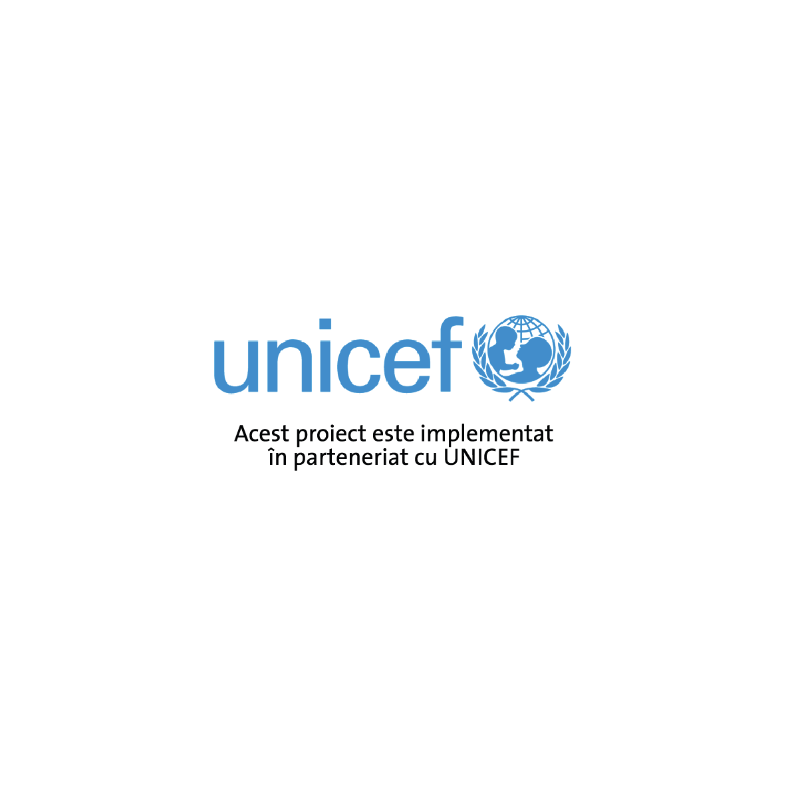 unicef
Acest proiect este implementat
în parteneriat cu UNICEF